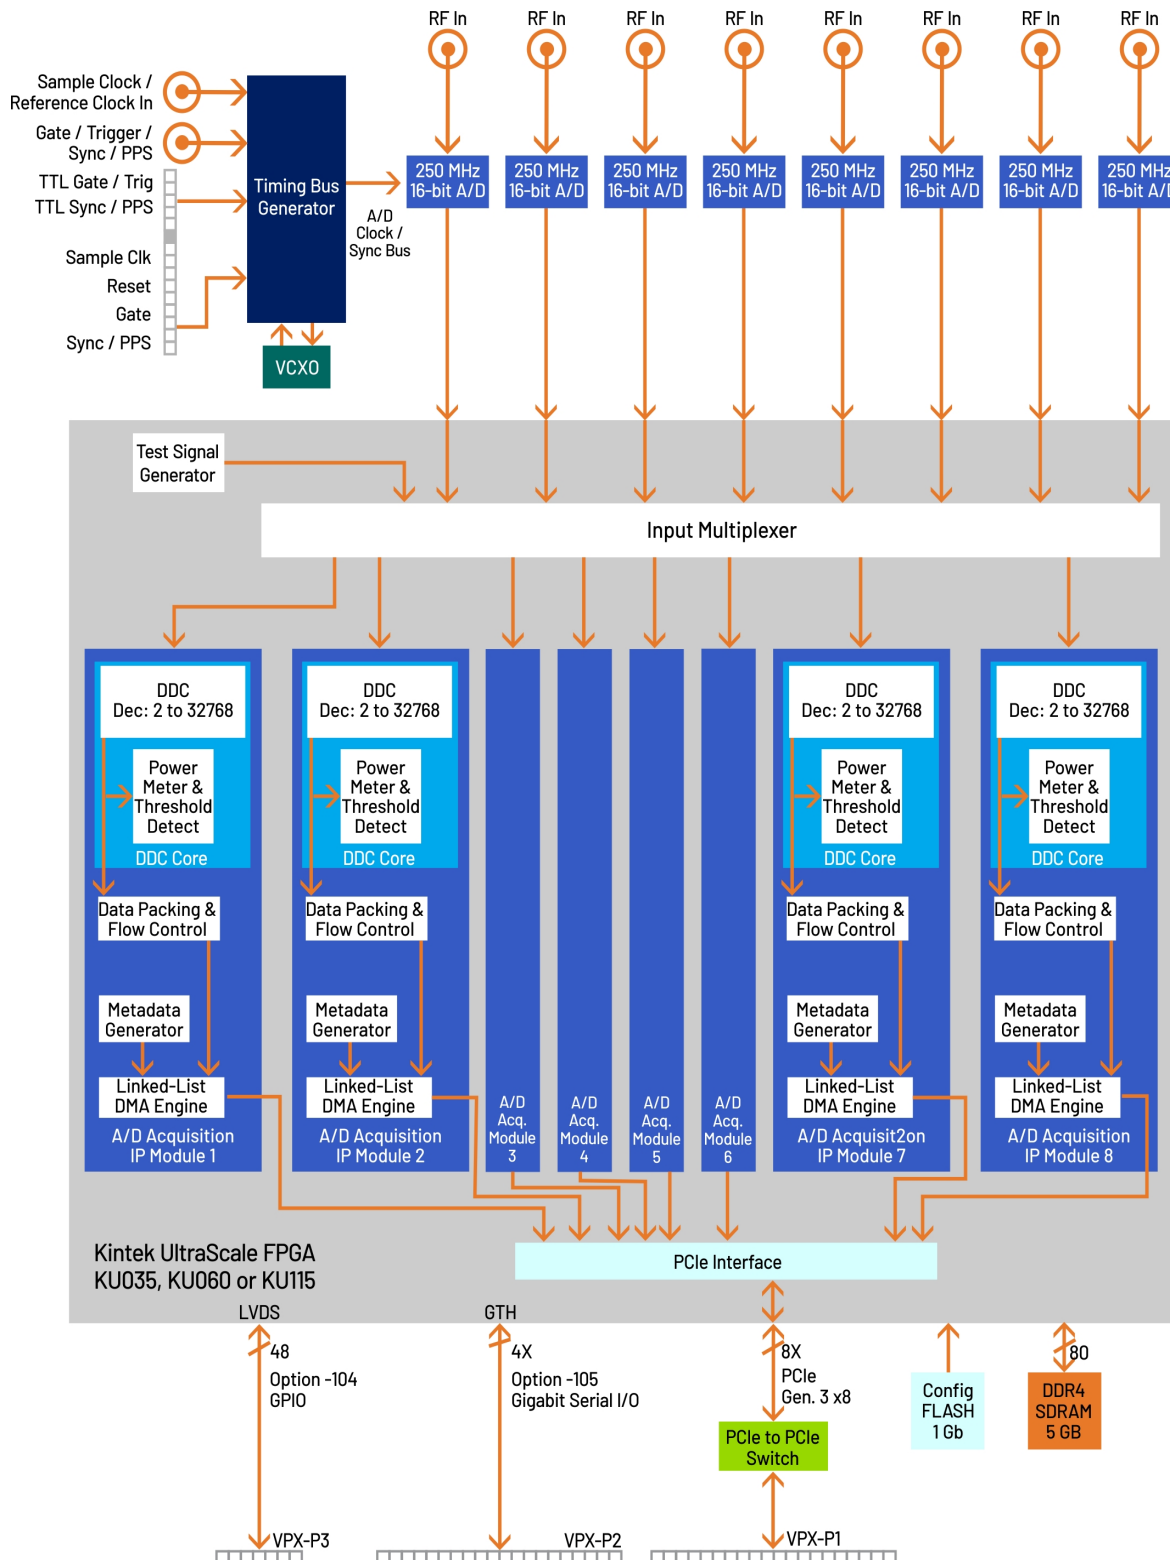 RF In
RF In
RF In
RF In
RF In
RF In
RF In
RF In
Sample Clock /
Reference Clock In
Gate / Trigger /
Sync / PPS
TTL Gate / Trig
TTL Sync / PPS
Sample Clk
Reset
Gate
Sync / PPS
Timing Bus
Generator
VCXO
A/D
Clock /
Sync Bus
250 MHz
16-bit A/D
250 MHz
16-bit A/D
250 MHz
16-bit A/D
250 MHz
16-bit A/D
250 MHz
16-bit A/D
250 MHz
16-bit A/D
250 MHz
16-bit A/D
250 MHz
16-bit A/D
Test Signal
Generator
Input Multiplexer
DDC
Dec: 2 to 32768
Power
Meter &
Threshold
Detect
DDC Core
Data Packing &
Flow Control
Metadata
Generator
Linked-List
DMA Engine
A/D Acquisition
IP Module 1
DDC
Dec: 2 to 32768
Power
Meter &
Threshold
Detect
DDC Core
Data Packing &
Flow Control
Metadata
Generator
Linked-List
DMA Engine
A/D Acquisition
IP Module 2
A/D
Acq.
Module
3
A/D
Acq.
Module
4
A/D
Acq.
Module
5
A/D
Acq.
Module
6
DDC
Dec: 2 to 32768
Power
Meter &
Threshold
Detect
DDC Core
Data Packing &
Flow Control
Metadata
Generator
Linked-List
DMA Engine
A/D Acquisit2on
IP Module 7
DDC
Dec: 2 to 32768
Power
Meter &
Threshold
Detect
DDC Core
Data Packing &
Flow Control
Metadata
Generator
Linked-List
DMA Engine
A/D Acquisition
IP Module 8
PCIe Interface
Kintek UltraScale FPGA
KU035, KU060 or KU115
LVDS
GTH
48
Option -104
GPIO
4X
Option -105
Gigabit Serial I/O
8X
PCIe
Gen. 3 x8
PCIe to PCIe
Switch
Config
FLASH
1 Gb
80
DDR4
SDRAM
5 GB
VPX-P3
VPX-P2
VPX-P1